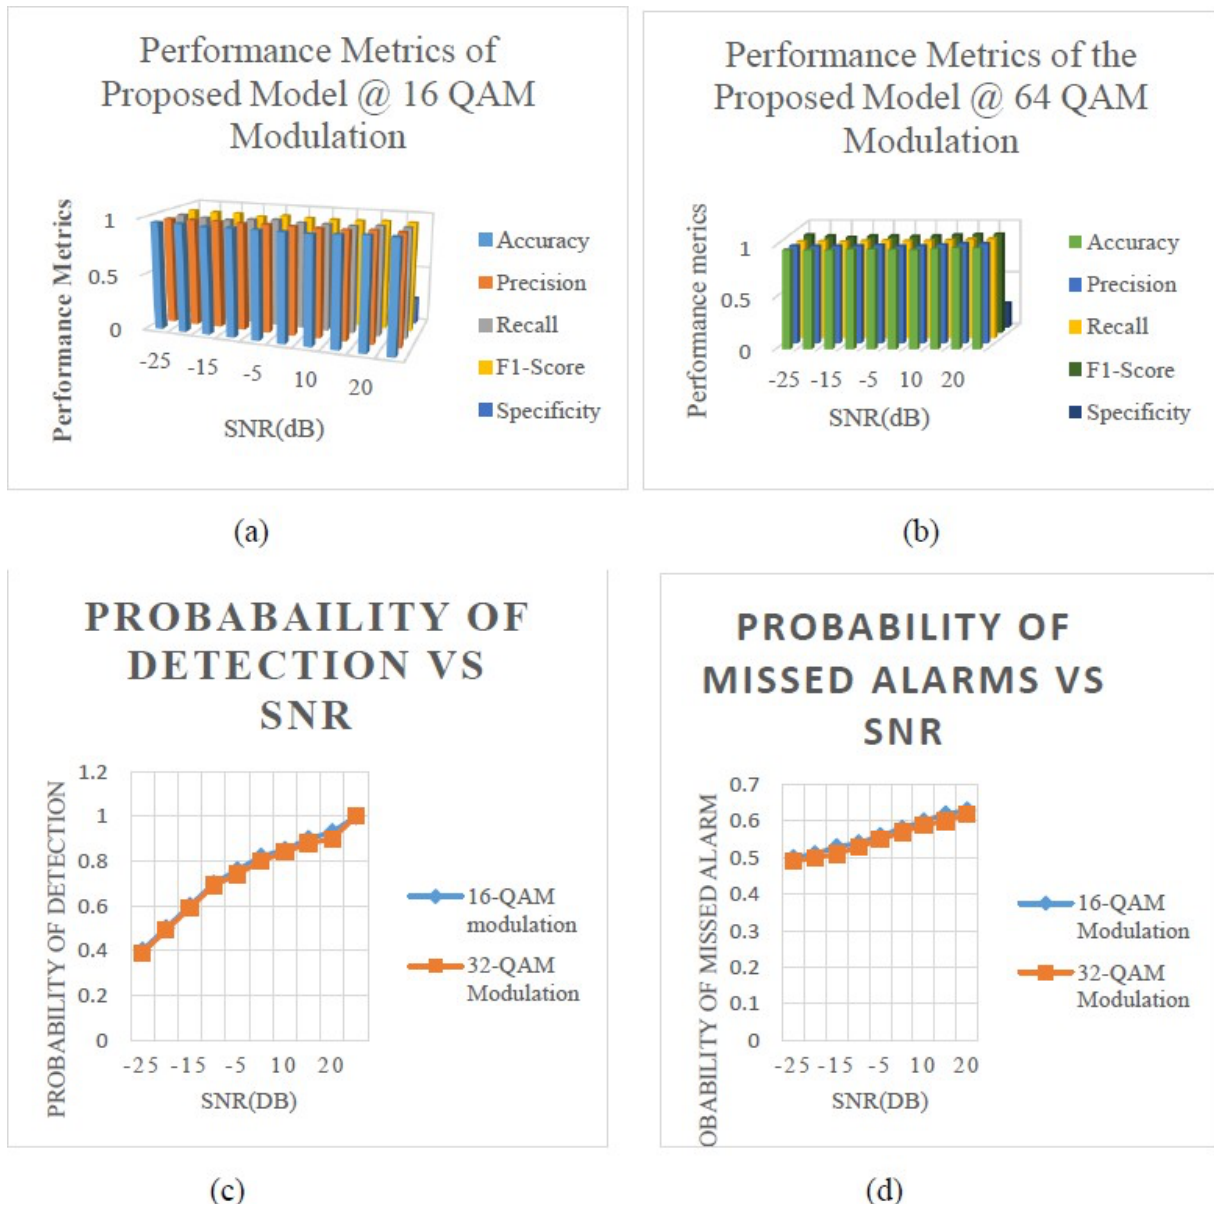 Performance Metrics of
Proposed Model @ 16 QAM
Modulation
Performance Metrics
1
0.5
0
-25
-15
-5
10
20
SNR(dB)
Accuracy
Precision
Recall
F1-Score
Specificity
(a)
Performance Metrics of the
Proposed Model @ 64 QAM
Modulation
Performance merics
1
0.5
0
-25
-15
-5
10
20
SNR(dB)
Accuracy
Precision
Recall
F1-Score
Specificity
(b)
PROBABAILITY OF
DETECTION VS
SNR
PROBABILITY OF DETECTION
1.2
1
0.8
0.6
0.4
0.2
0
-25
-15
-5
10
20
SNR(DB)
16-QAM
modulation
32-QAM
Modulation
(c)
PROBABILITY OF
MISSED ALARMS VS
SNR
OBABILITY OF MISSED ALARM
0.7
0.6
0.5
0.4
0.3
0.2
0.1
0
-25
-15
-5
10
20
SNR(DB)
16-QAM
Modulation
32-QAM
Modulation
(d)